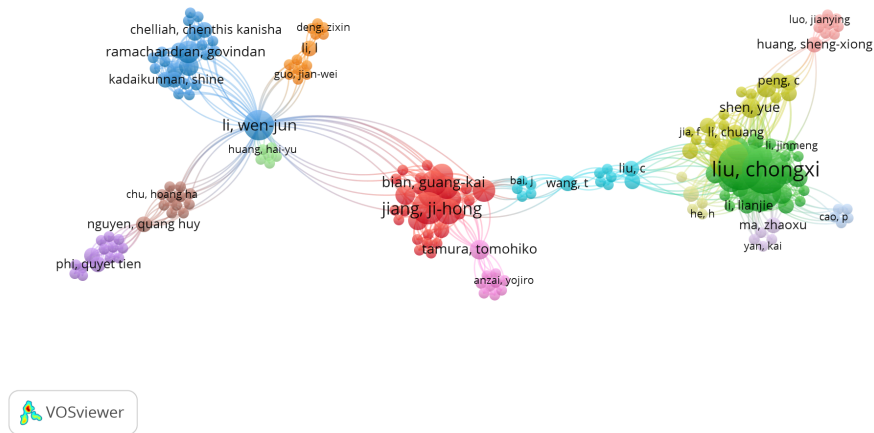 chelliah, chenthis kanisha
ramachandran, govindan
kadaikunnan, shine
deng, zixin
li, l
guo, jian-wei
li, wen-jun
huang, hai-yu
chu, hoang ha
nguyen, quang huy
phi, quyet tien
bian, guang-kai
jiang, ji-hong
tamura, tomohiko
anzai, yojiro
bai, j
wang, t
liu, c
luo, jianying
huang, sheng-xiong
peng, c
shen, yue
jia, f
li, chuang
li, jinmeng
liu, chongxi
li, lianjie
he, h
ma, zhaoxu
yan, kai
cao, p
VOSviewer